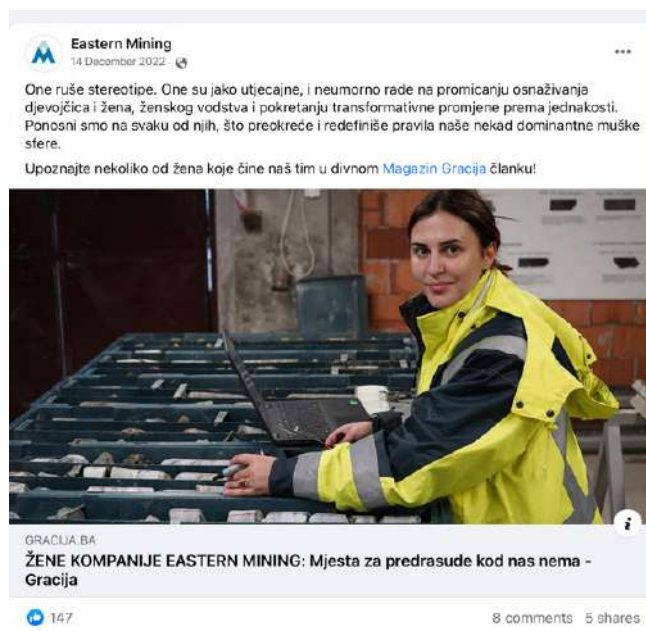 Eastern Mining
14 December 2022
One ruše stereotipe. One su jako utjecajne, i neumorno rade na promicanju osnaživanja
djevojčica i žena, ženskog vodstva i pokretanju transformativne promjene prema jednakosti.
Ponosni smo na svaku od njih, što preokreće i redefiniše pravila naše nekad dominantne muške
sfere.
Upoznajte nekoliko od žena koje čine naš tim u divnom Magazin Gracija članku!
GRACIJA.BA
ŽENE KOMPANIJE EASTERN MINING: Mjesta za predrasude kod nas nema -
Gracija
147
8 comments 5 shares